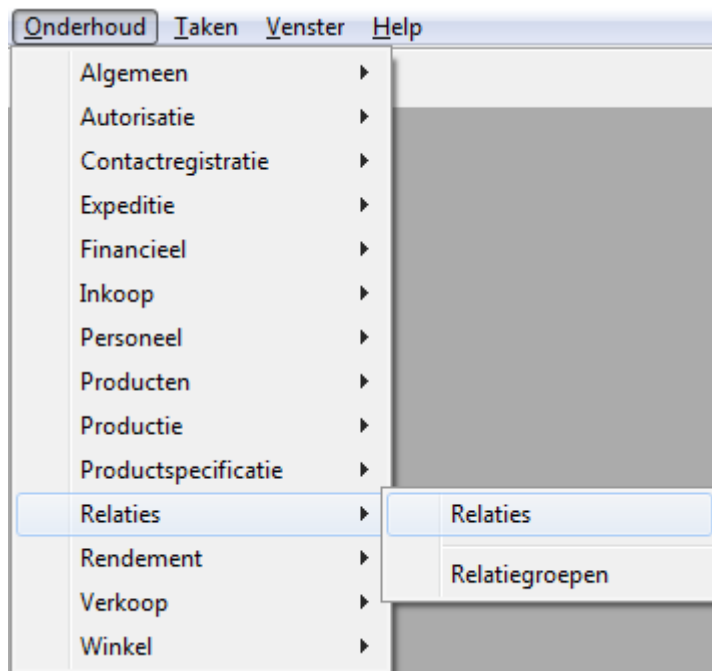 Onderhoud Taken Venster Help
Algemeen
Autorisatie
Contactregistratie
Expeditie
Financieel
Inkoop
Personeel
Producten
Productie
Productspecificatie
Relaties
Rendement
Verkoop
Winkel
Relaties
Relatiegroepen